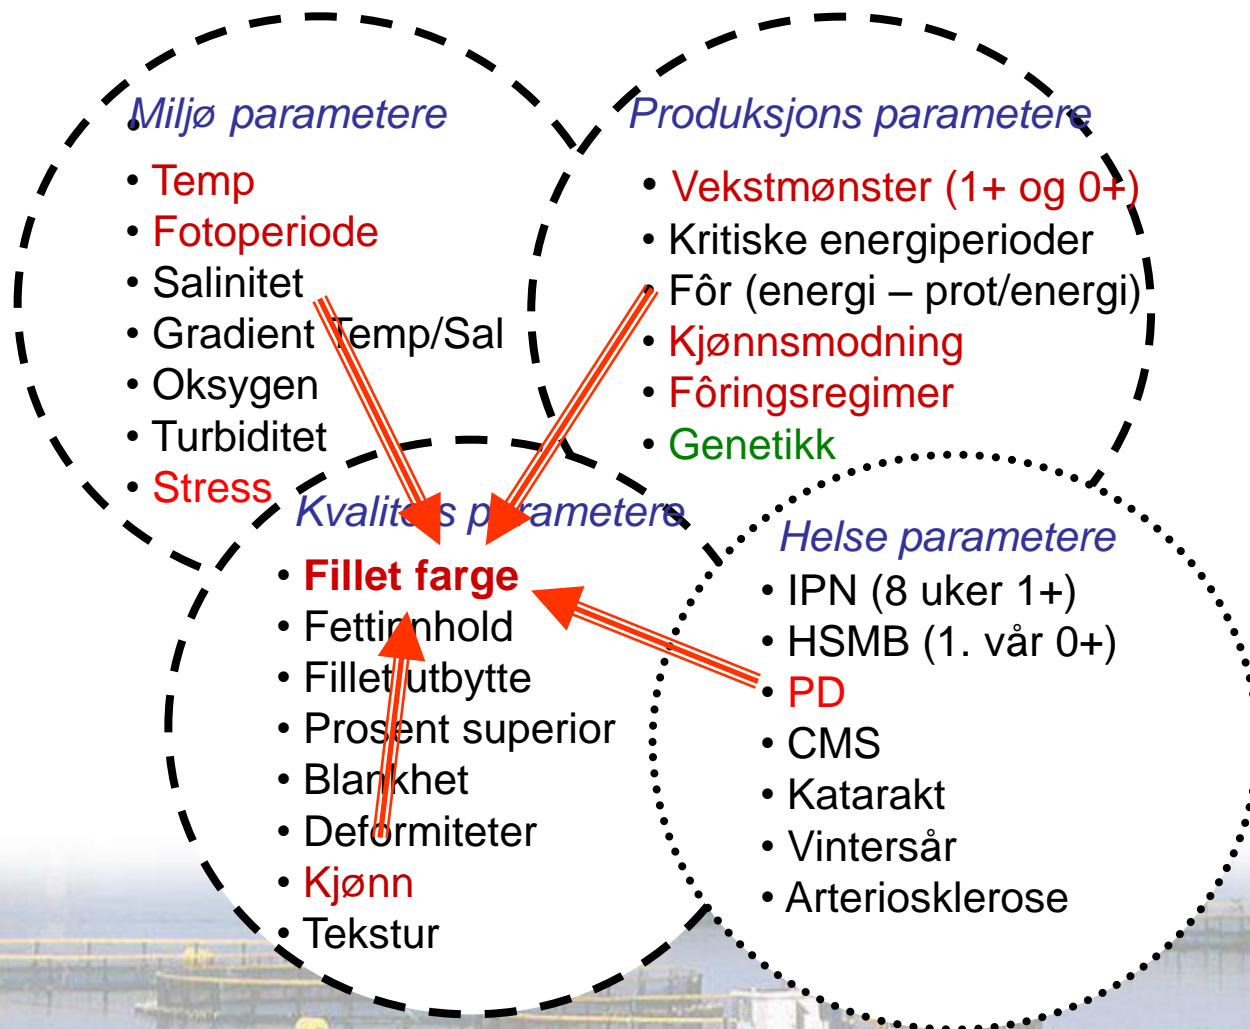 Miljø parametere
•
• Temp
• Fotoperiode
• Salinitet
• Gradient Temp/Sal
• Oksygen
• Turbiditet
• Stress
Produksjons parametere
• Vekstmønster (1+ og 0+)
• Kritiske energiperioder
• Fôr (energi – prot/energi)
• Kjønnsmodning
• Fôringsregimer
• Genetikk
Kvalitets parametere
• Fillet farge
• Fettinnhold
• Fillet utbytte
• Prosent superior
• Blankhet
• Deformiteter
• Kjønn
• Tekstur
Helse parametere
• IPN (8 uker 1+)
• HSMB (1. vår 0+)
• PD
• CMS
• Katarakt
• Vintersår
• Arteriosklerose